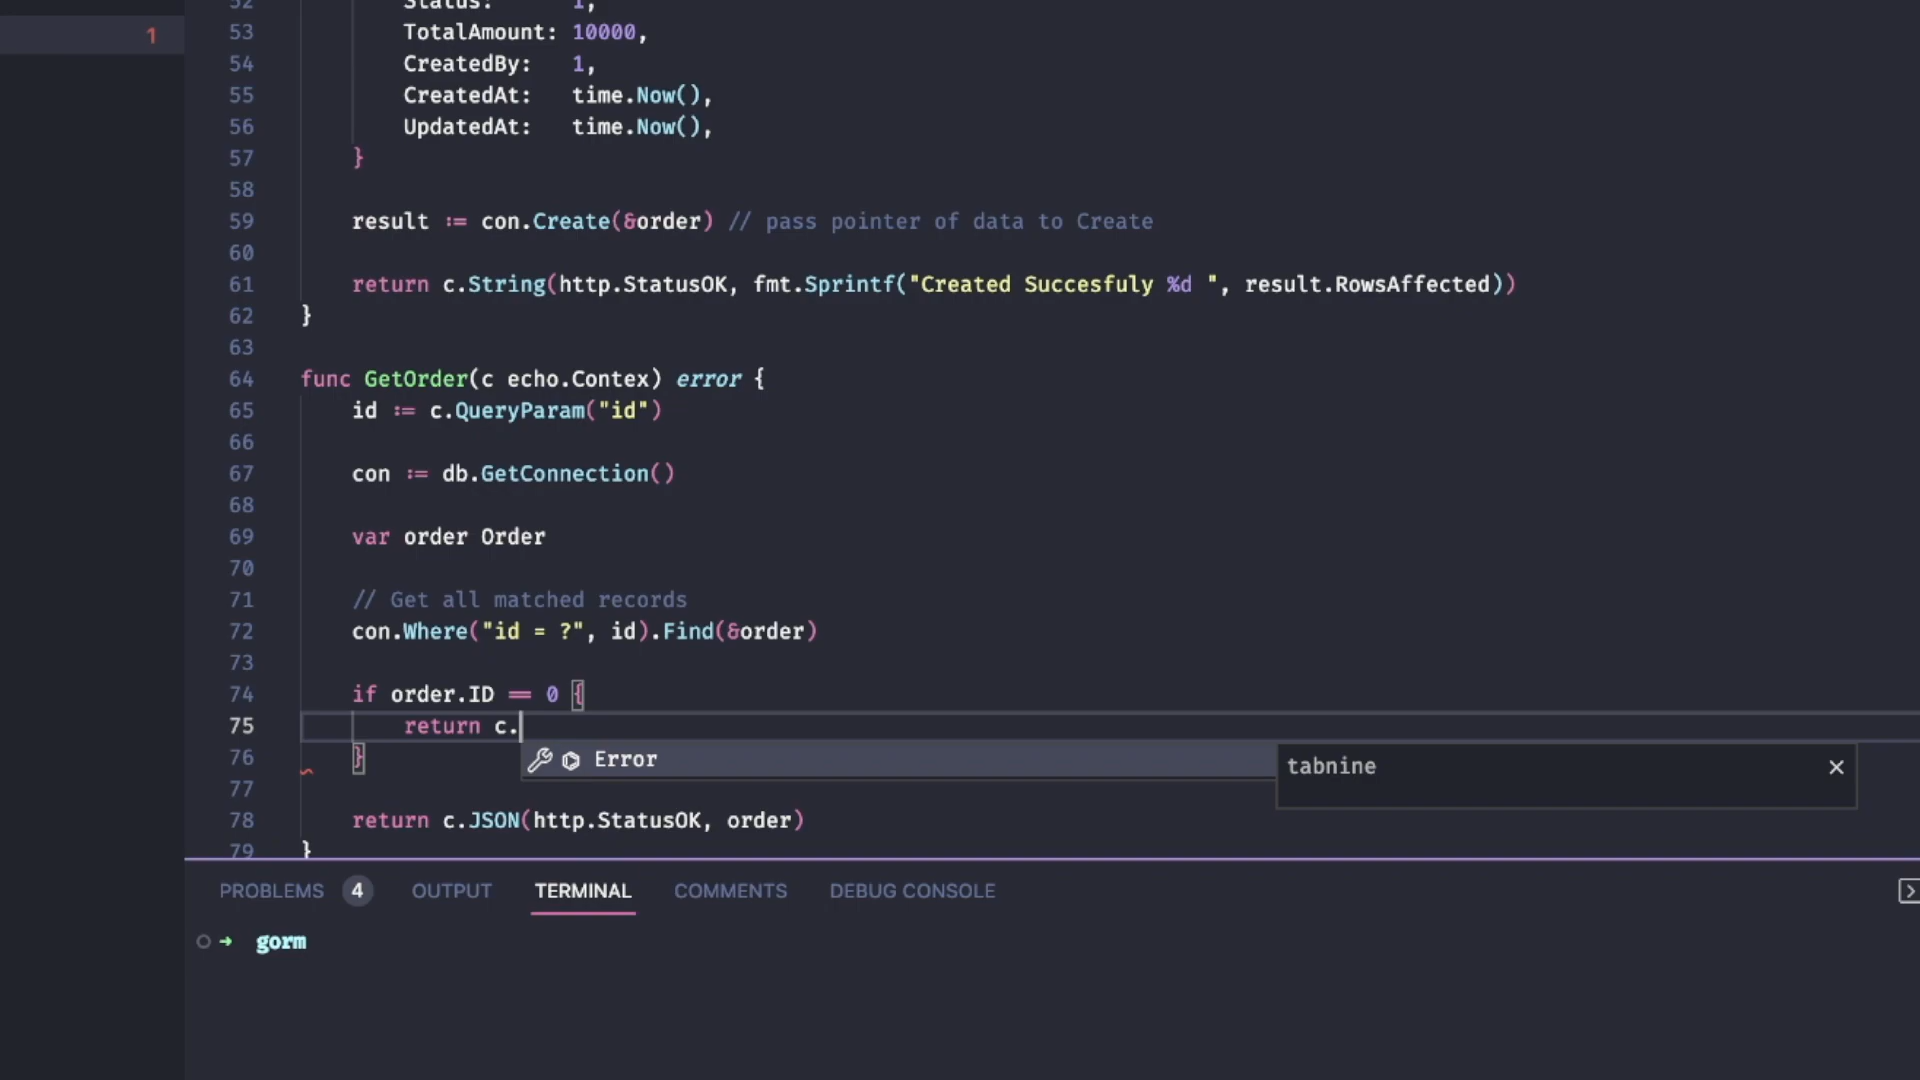 1
52 Status: 1,
53 TotalAmount: 10000,
54 CreatedBy: 1,
55 CreatedAt: time.Now(),
56 UpdatedAt: time.Now(),
57 }
58
59 result := con.Create(&order) // pass pointer of data to Create
60
61 return c.String(http.StatusOK, fmt.Sprintf("Created Succesfuly %d ", result.RowsAffected))
62 }
63
64 func GetOrder(c echo.Contex) error {
65 id := c.QueryParam("id")
66
67 con := db.GetConnection()
68
69 var order Order
70
71 // Get all matched records
72 con.Where("id = ?", id).Find(&order)
73
74 if order.ID == 0 {
75 return c.
76 }
Error
tabnine
77
78 return c.JSON(http.StatusOK, order)
79 }
PROBLEMS 4 OUTPUT TERMINAL COMMENTS DEBUG CONSOLE
gorm